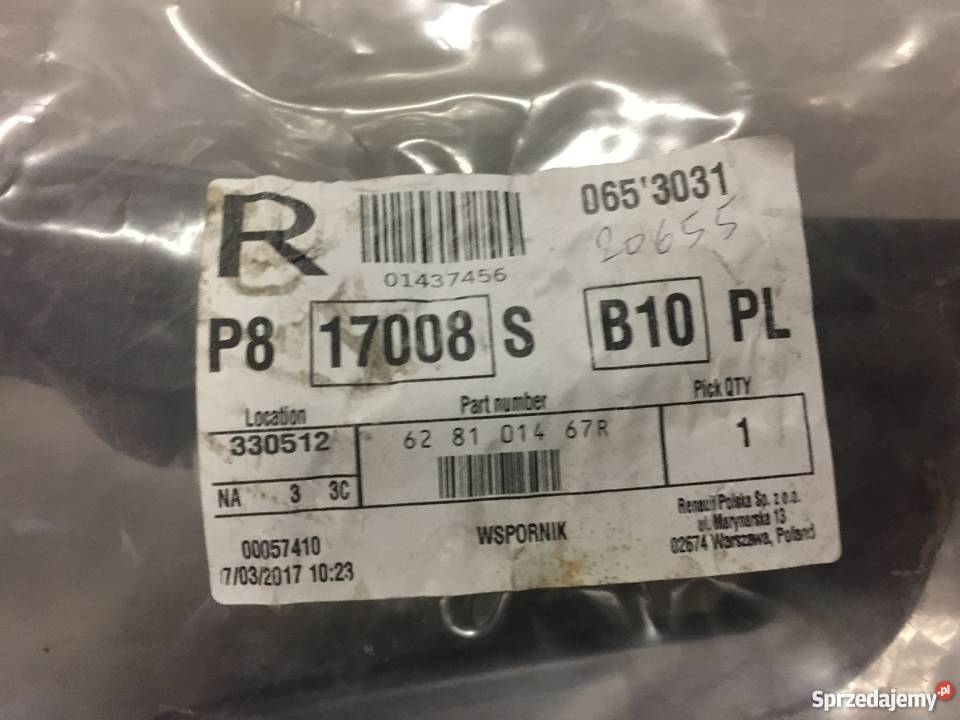 R
065'3031
20655
01437456
P8 17008 S B10 PL
Location
Part number
Pick QTY
330512
62 81 014 67R
1
NA 3 3C
WSPORNIK
Renault Polska Sp. z o.o.
ul. Marynarska 13
02674 Warszawa, Poland
00057410
7/03/2017 10:23
Sprzedajemy.pl